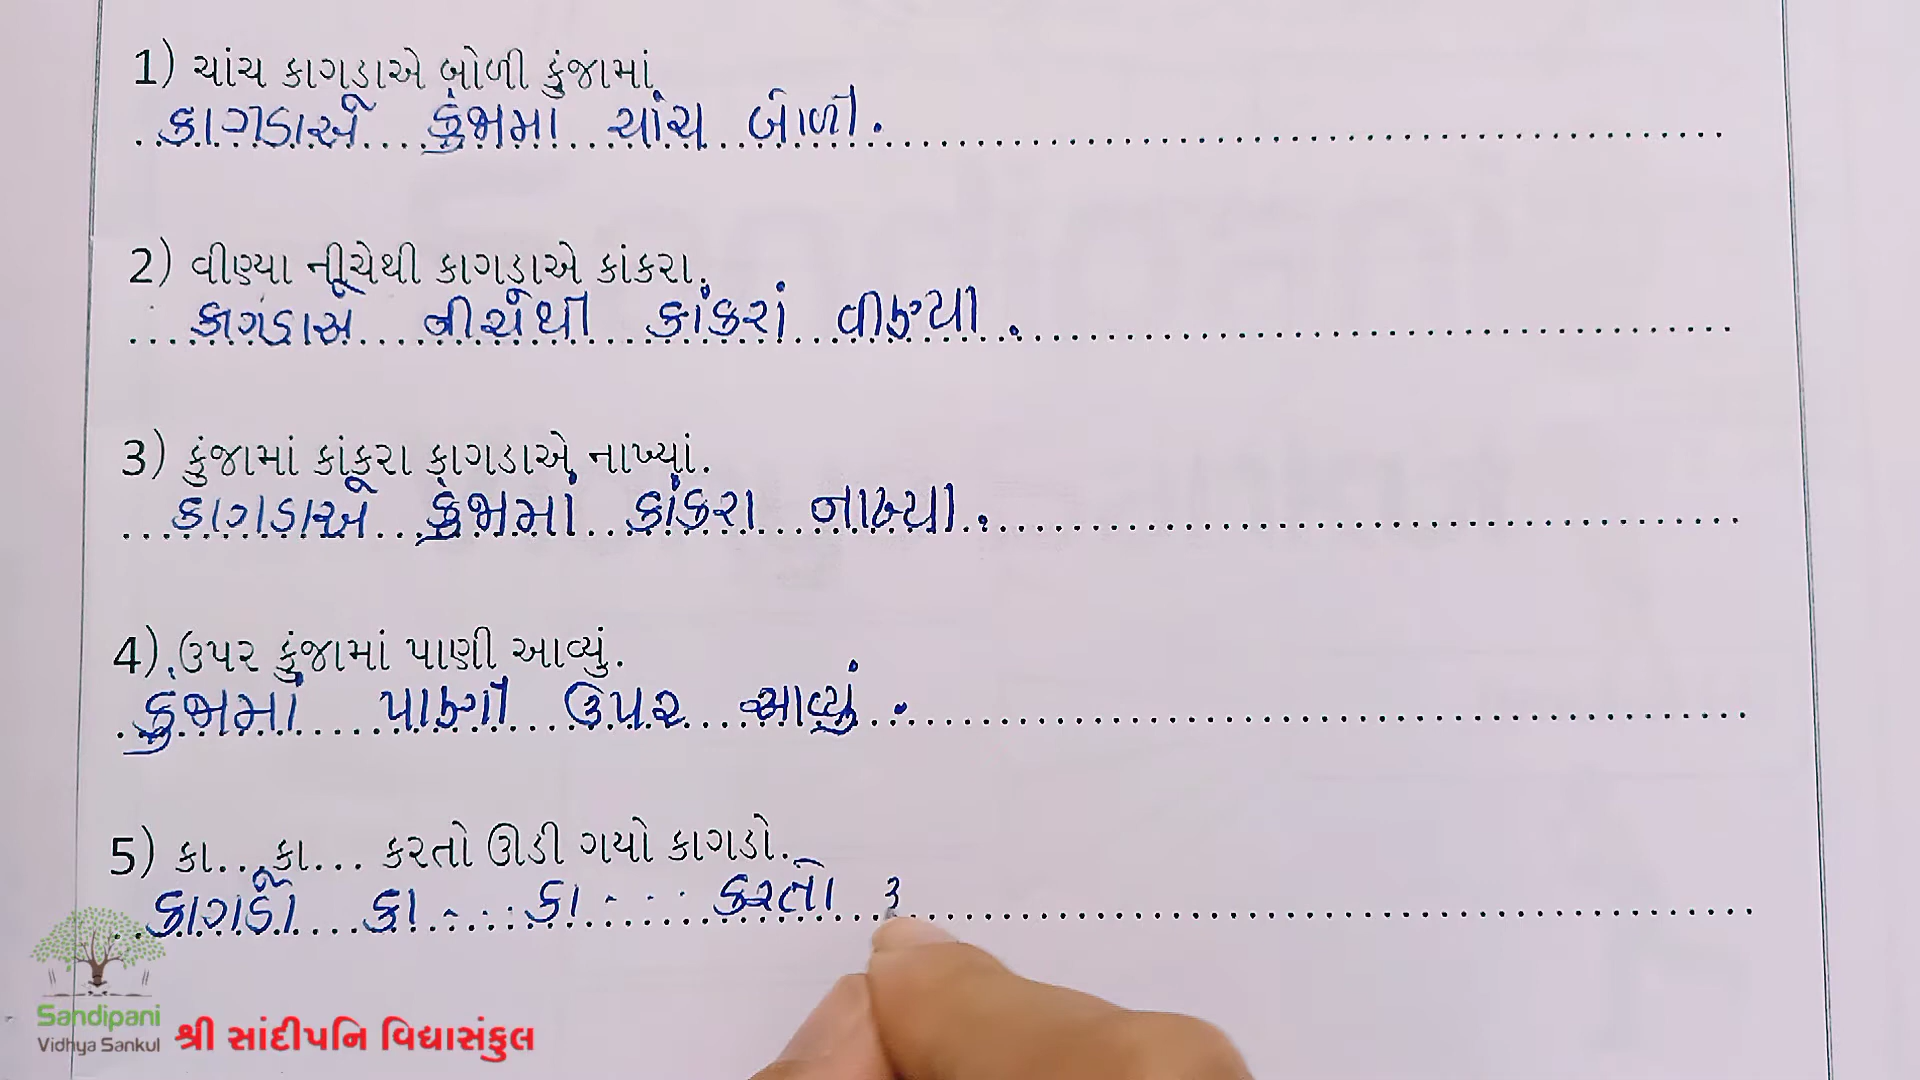 1) ચાંચ કાગડાએ બોળી કુંજામાં
કાગડાએ કુંજામાં ચાંચ બોળી.
2) વીણ્યા નીચેથી કાગડાએ કાંકરા.
કાગડાએ નીચેથી કાંકરાં વીણ્યા.
3) કુંજામાં કાંકરા કાગડાએ નાખ્યાં.
કાગડાએ કુંજામાં કાંકરા નાખ્યા.
4) ઉપર કુંજામાં પાણી આવ્યું.
કુંજામાં પાણી ઉપર આવ્યું.
5) કા... કા... કરતો ઊડી ગયો કાગડો.
કાગડો કા.... કા.... કરતો
Sandipani
Vidhya Sankul
શ્રી સાંદીપનિ વિદ્યાસંકુલ